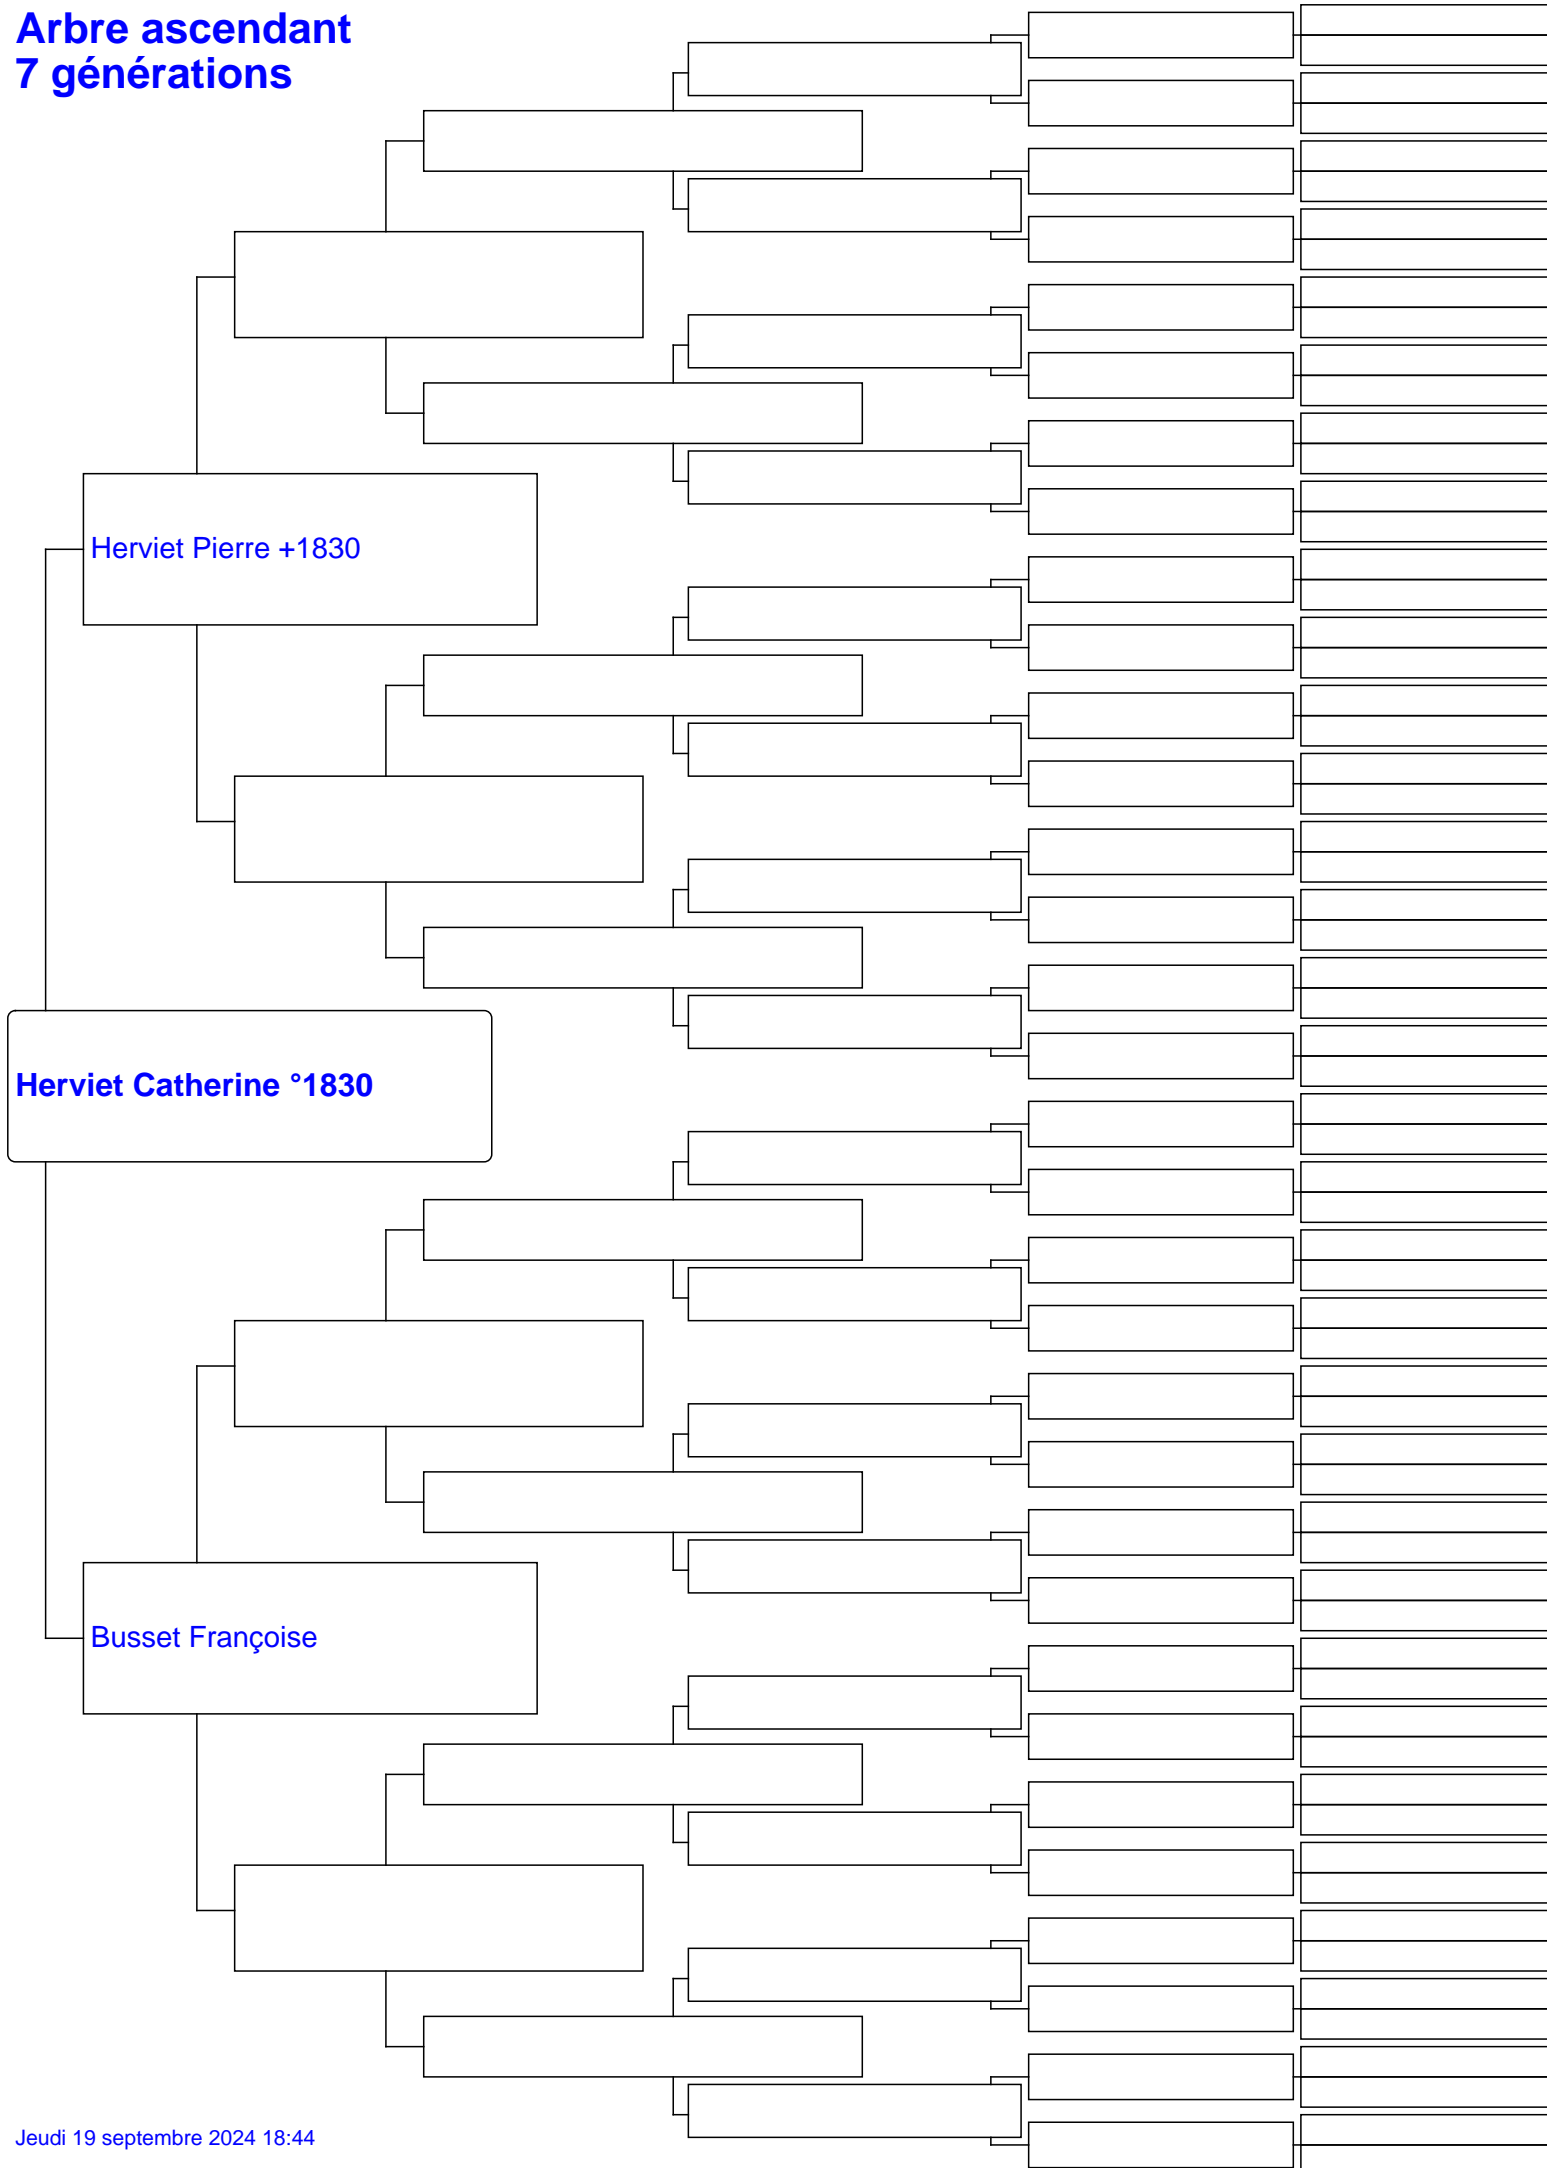 Arbre ascendant
7 générations
Herviet Pierre +1830
Herviet Catherine °1830
Busset Françoise
Jeudi 19 septembre 2024 18:44